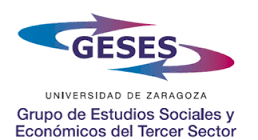 GESES
UNIVERSIDAD DE ZARAGOZA
Grupo de Estudios Sociales y
Económicos del Tercer Sector